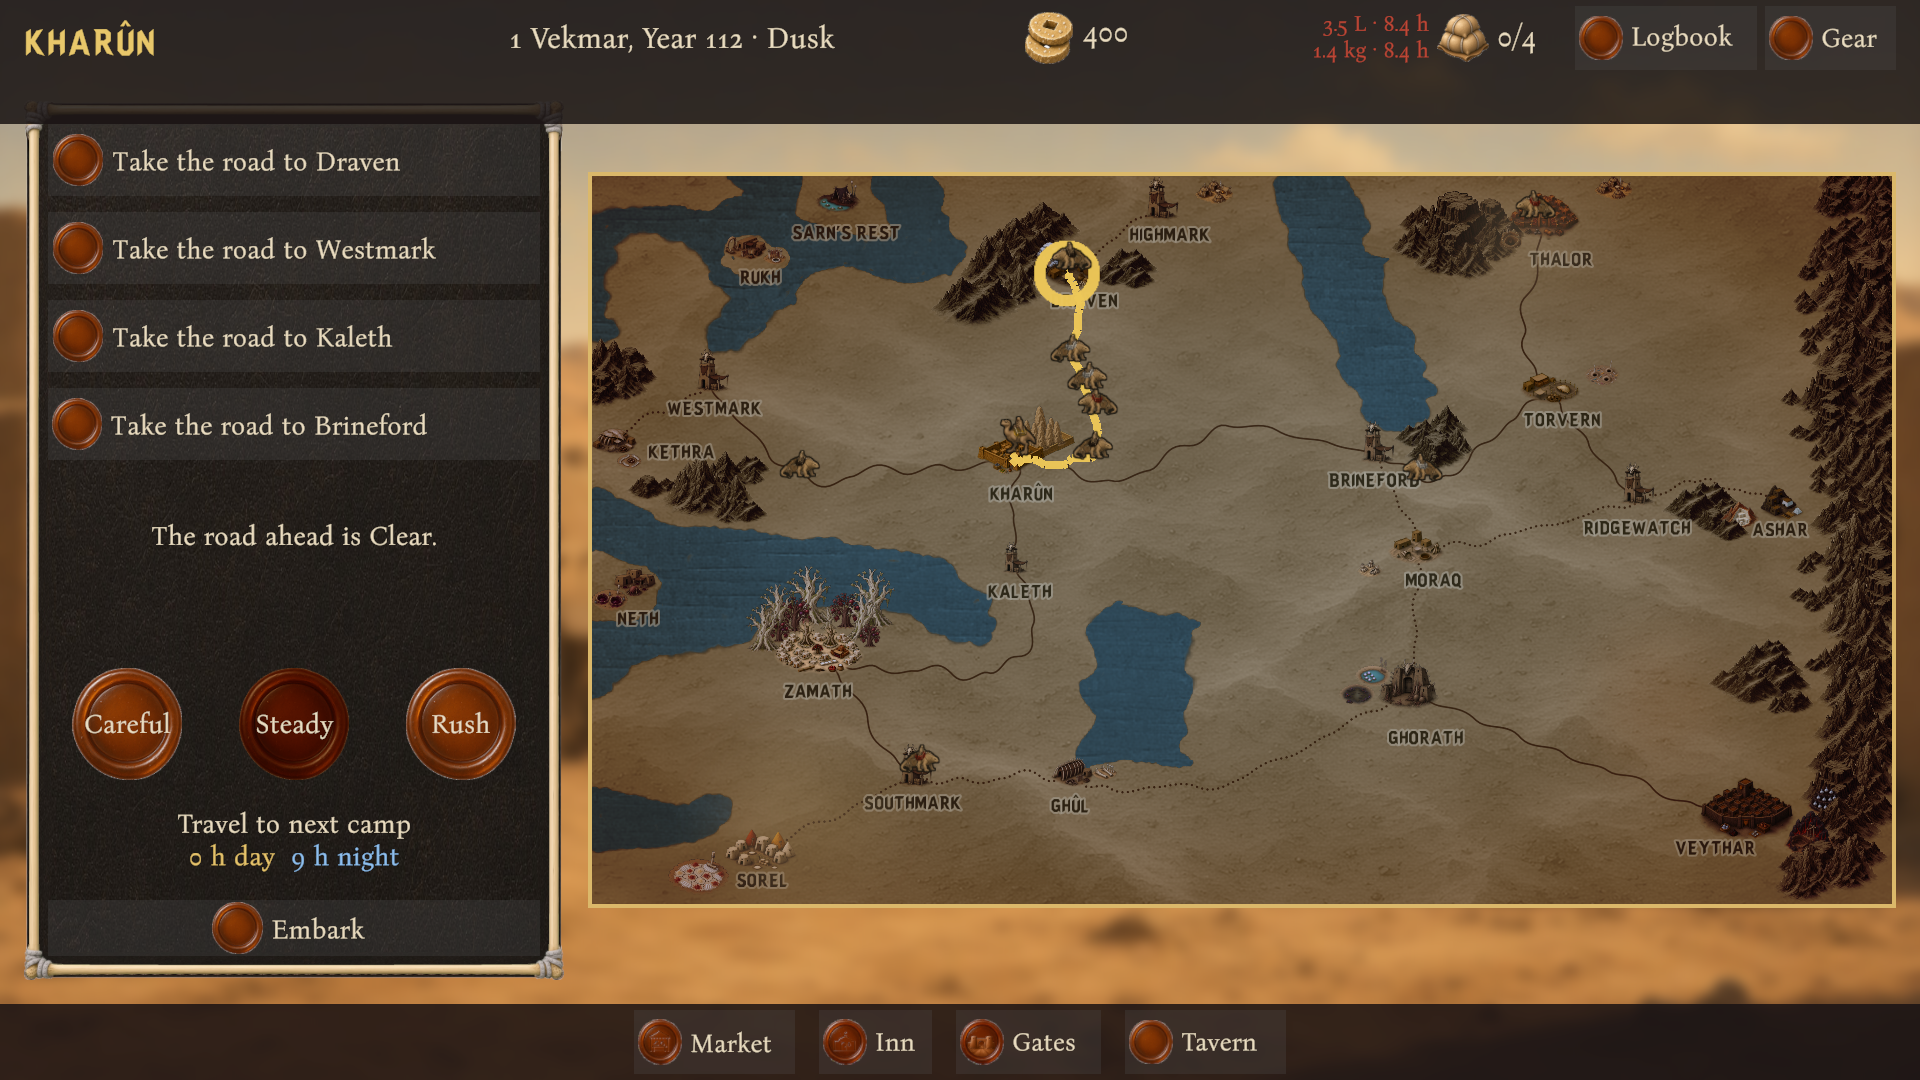 KHARÛN
1 Vekmar, Year 112 · Dusk
400
3.5 L · 8.4 h
1.4 kg · 8.4 h
0/4
Logbook
Gear
Take the road to Draven
Take the road to Westmark
Take the road to Kaleth
Take the road to Brineford
The road ahead is Clear.
Careful
Steady
Rush
Travel to next camp
0 h day 9 h night
Embark
SARN'S REST
HIGHMARK
RUKH
THALOR
WESTMARK
TORVERN
KETHRA
KHARÛN
BRINEFORD
RIDGEWATCH
ASHAR
KALETH
MORAQ
NETH
ZAMATH
GHORATH
SOUTHMARK
GHÛL
VEYTHAR
SOREL
Market
Inn
Gates
Tavern